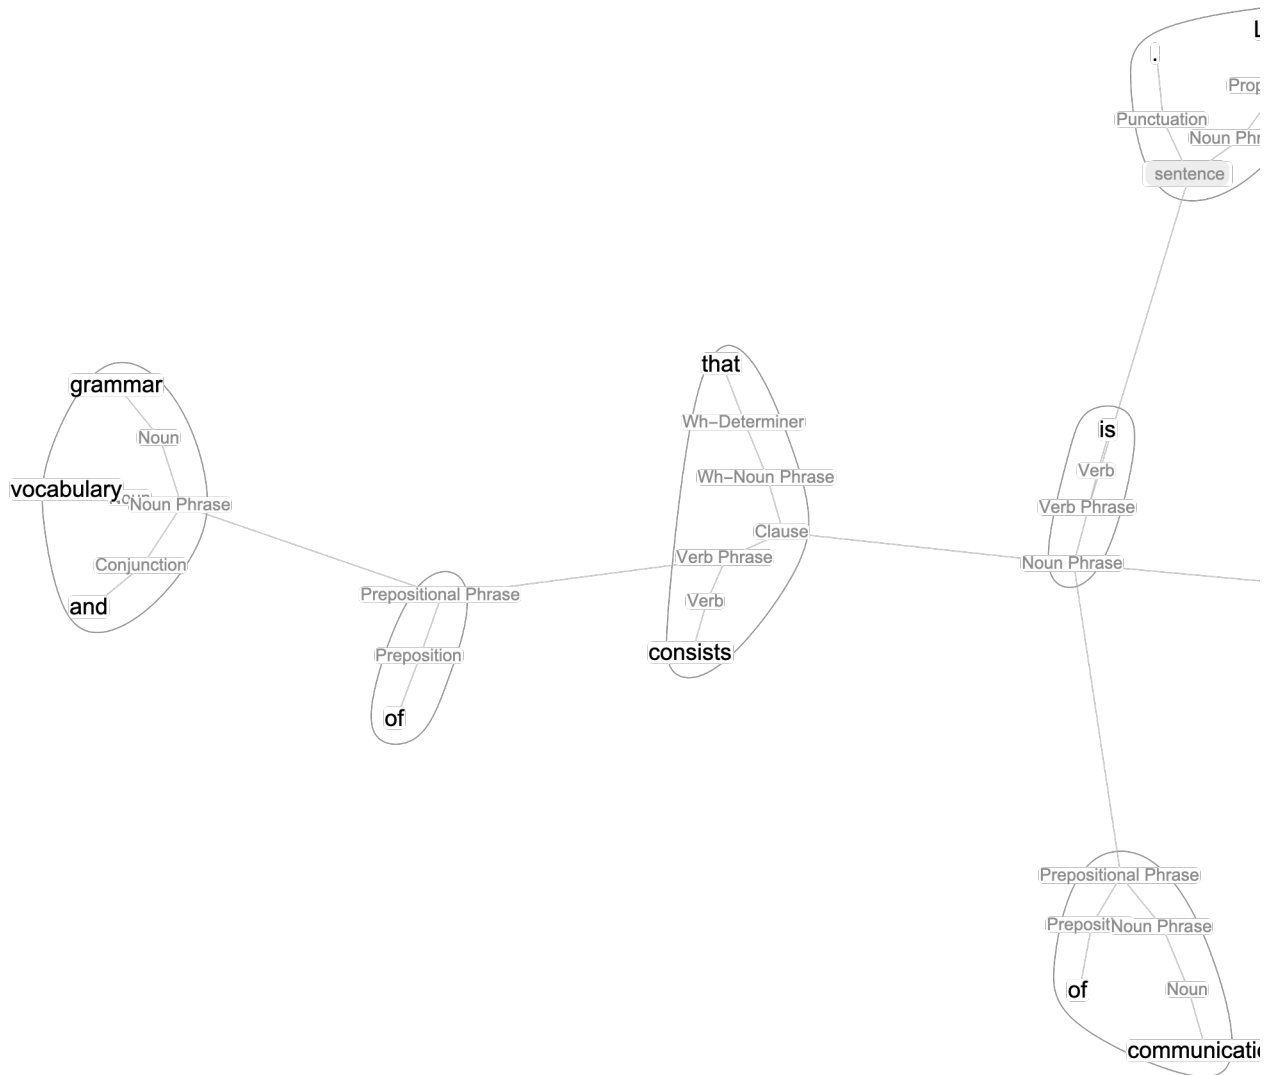 .
Punctuation
Noun Phr
sentence
that
grammar
Wh–Determiner
is
Noun
Verb
Wh–Noun Phrase
vocabulary
Noun Phrase
Verb Phrase
Clause
Verb Phrase
Noun Phrase
Conjunction
Prepositional Phrase
Verb
and
Preposition
consists
of
Prepositional Phrase
Preposit
Noun Phrase
of
Noun
communicatio